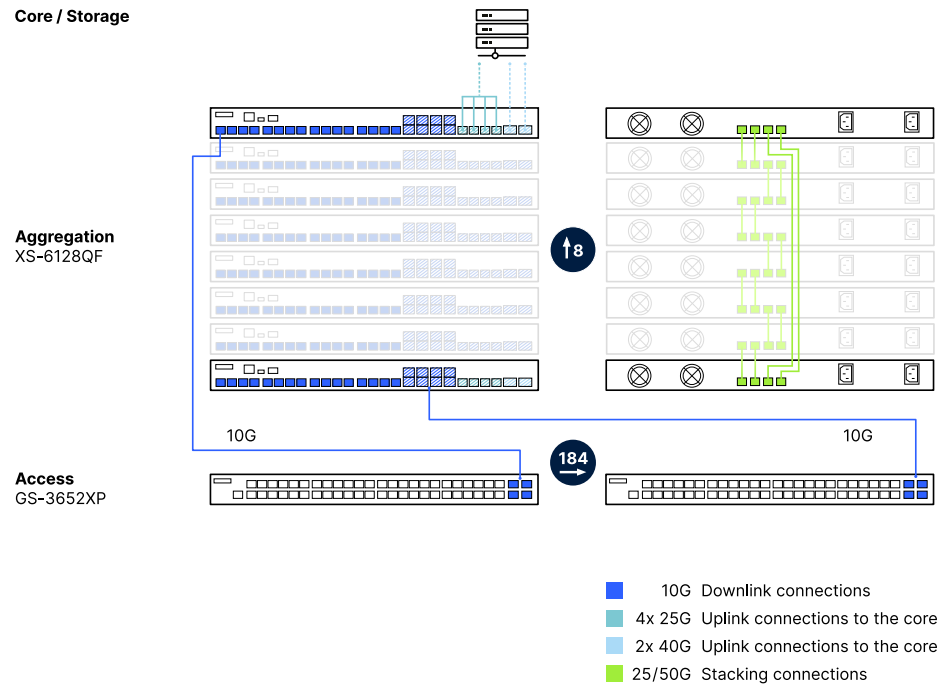 Core / Storage
Aggregation
XS-6128QF
8
10G
10G
184
Access
GS-3652XP
10G Downlink connections
4x 25G Uplink connections to the core
2x 40G Uplink connections to the core
25/50G Stacking connections